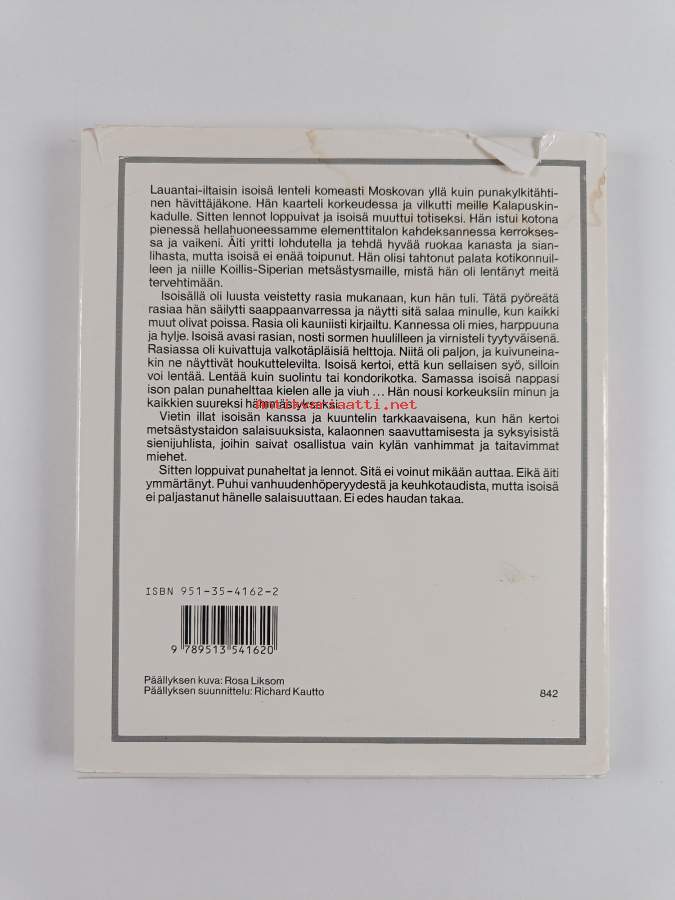 Lauantai-iltaisin isoisä lenteli komeasti Moskovan yllä kuin punakylkitähti-
nen hävittäjäkone. Hän kaarteli korkeudessa ja vilkutti meille Kalapuskin-
kadulle. Sitten lennot loppuivat ja isoisä muuttui totiseksi. Hän istui kotona
pienessä hellahuoneessamme elementtitalon kahdeksannessa kerrokses-
sa ja vaikeni. Äiti yritti lohdutella ja tehdä hyvää ruokaa kanasta ja sian-
lihasta, mutta isoisä ei enää toipunut. Hän olisi tahtonut palata kotikonnuil-
leen ja niille Koillis-Siperian metsästysmaille, mistä hän oli lentänyt meitä
tervehtimään.
Isoisällä oli luusta veistetty rasia mukanaan, kun hän tuli. Tätä pyöreätä
rasiaa hän säilytti saappaanvarressa ja näytti sitä salaa minulle, kun kaikki
muut olivat poissa. Rasia oli kauniisti kirjailtu. Kannessa oli mies, harppuuna
ja hylje. Isoisä avasi rasian, nosti sormen huulilleen ja virnisteli tyytyväisenä.
Rasiassa oli kuivattuja valkotäpläisiä helttoja. Niitä oli paljon, ja kuivuneina-
kin ne näyttivät houkuttelevilta. Isoisä kertoi, että kun sellaisen syö, silloin
voi lentää. Lentää kuin suolintu tai kondorikotka. Samassa isoisä nappasi
ison palan punahelttaa kielen alle ja viuh ... Hän nousi korkeuksiin minun ja
kaikkien suureksi hämmästykseksi.
Antikvariaatti.net
Vietin illat isoisän kanssa ja kuuntelin tarkkaavaisena, kun hän kertoi
metsästystaidon salaisuuksista, kalaonnen saavuttamisesta ja syksyisistä
sienijuhlista, joihin saivat osallistua vain kylän vanhimmat ja taitavimmat
miehet.
Sitten loppuivat punaheltat ja lennot. Sitä ei voinut mikään auttaa. Eikä äiti
ymmärtänyt. Puhui vanhuudenhöperyydestä ja keuhkotaudista, mutta isoisä
ei paljastanut hänelle salaisuuttaan. Ei edes haudan takaa.
ISBN 951-35-4162-2
9 789513 541620
Päällyksen kuva: Rosa Liksom
Päällyksen suunnittelu: Richard Kautto
842